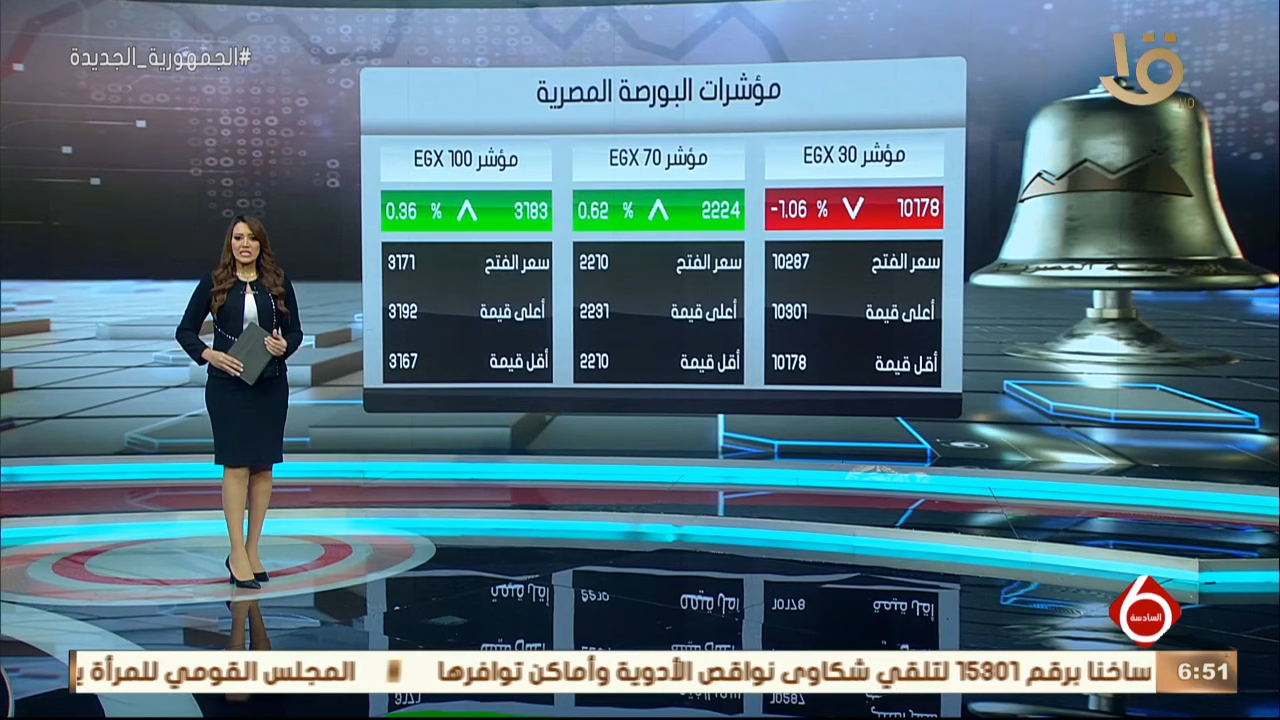 #الجمهورية_الجديدة
مؤشرات البورصة المصرية
مؤشر EGX 30
10178 -1.06 %
سعر الفتح 10287
أعلى قيمة 10301
أقل قيمة 10178
مؤشر EGX 70
2224 0.62 %
سعر الفتح 2210
أعلى قيمة 2231
أقل قيمة 2210
مؤشر EGX 100
3183 0.36 %
سعر الفتح 3171
أعلى قيمة 3192
أقل قيمة 3167
السادسة
6:51 ساخنا برقم 15301 لتلقي شكاوى نواقص الأدوية وأماكن توافرها المجلس القومي للمرأة